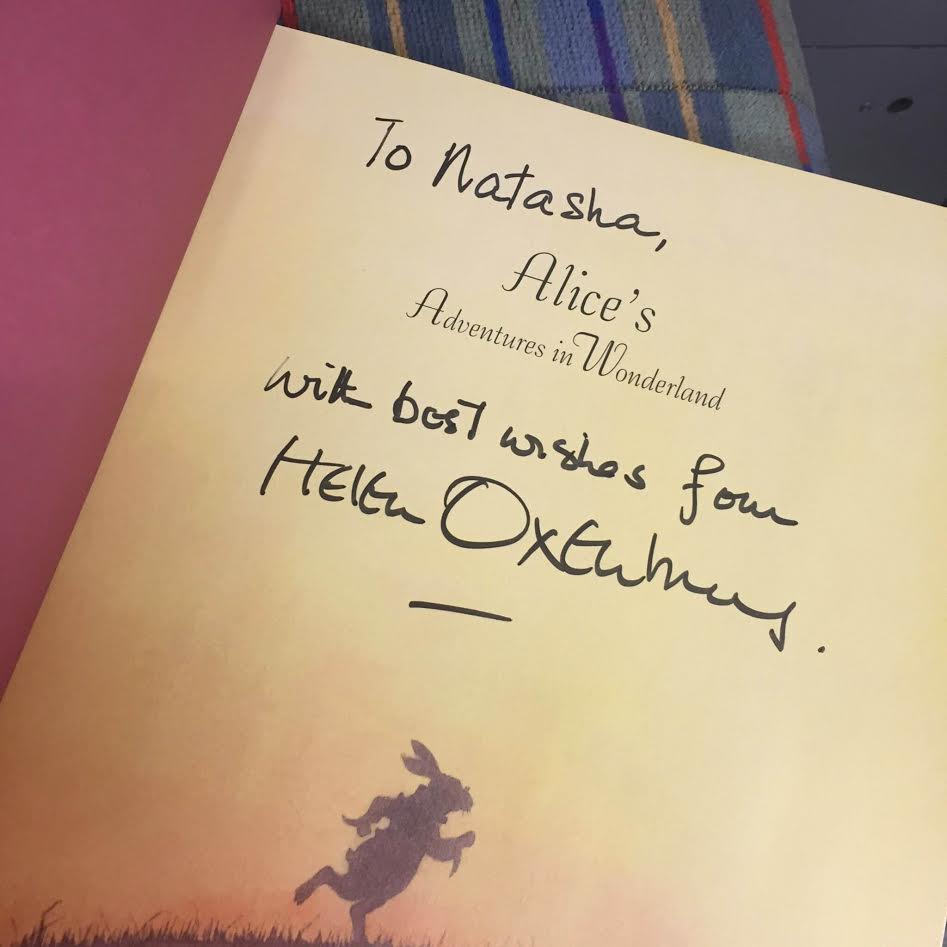 To Natasha,
Alice's
Adventures in Wonderland
with best wishes from
Helen Oxenbury.